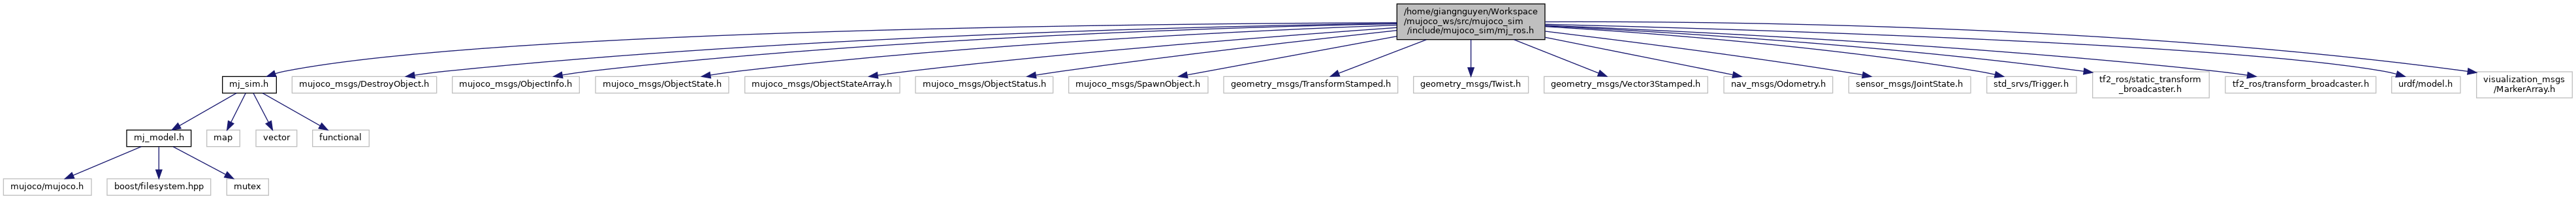 /home/giangnguyen/Workspace
/mujoco_ws/src/mujoco_sim
/include/mujoco_sim/mj_ros.h
mj_sim.h
mujoco_msgs/DestroyObject.h
mujoco_msgs/ObjectInfo.h
mujoco_msgs/ObjectState.h
mujoco_msgs/ObjectStateArray.h
mujoco_msgs/ObjectStatus.h
mujoco_msgs/SpawnObject.h
geometry_msgs/TransformStamped.h
geometry_msgs/Twist.h
geometry_msgs/Vector3Stamped.h
nav_msgs/Odometry.h
sensor_msgs/JointState.h
std_srvs/Trigger.h
tf2_ros/static_transform
_broadcaster.h
tf2_ros/transform_broadcaster.h
urdf/model.h
visualization_msgs
/MarkerArray.h
mj_model.h
map
vector
functional
mujoco/mujoco.h
boost/filesystem.hpp
mutex